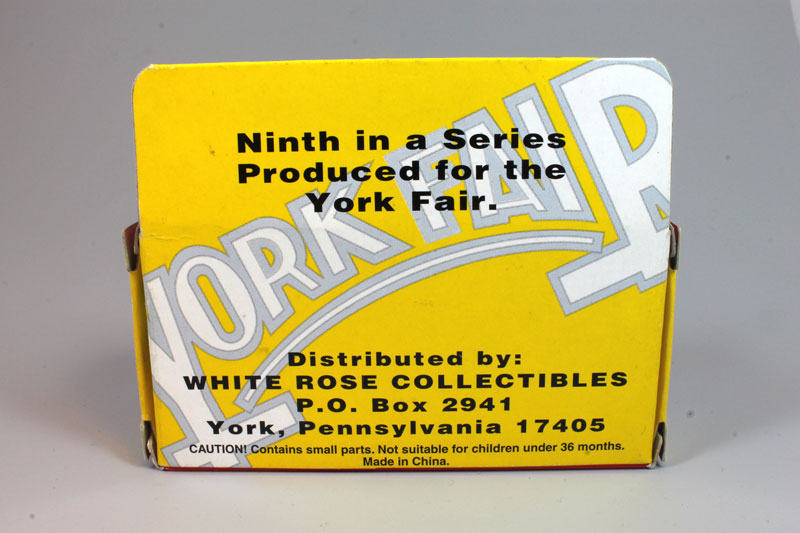 YORK FAIR
Ninth in a Series
Produced for the
York Fair.
Distributed by:
WHITE ROSE COLLECTIBLES
P.O. Box 2941
York, Pennsylvania 17405
CAUTION! Contains small parts. Not suitable for children under 36 months.
Made in China.